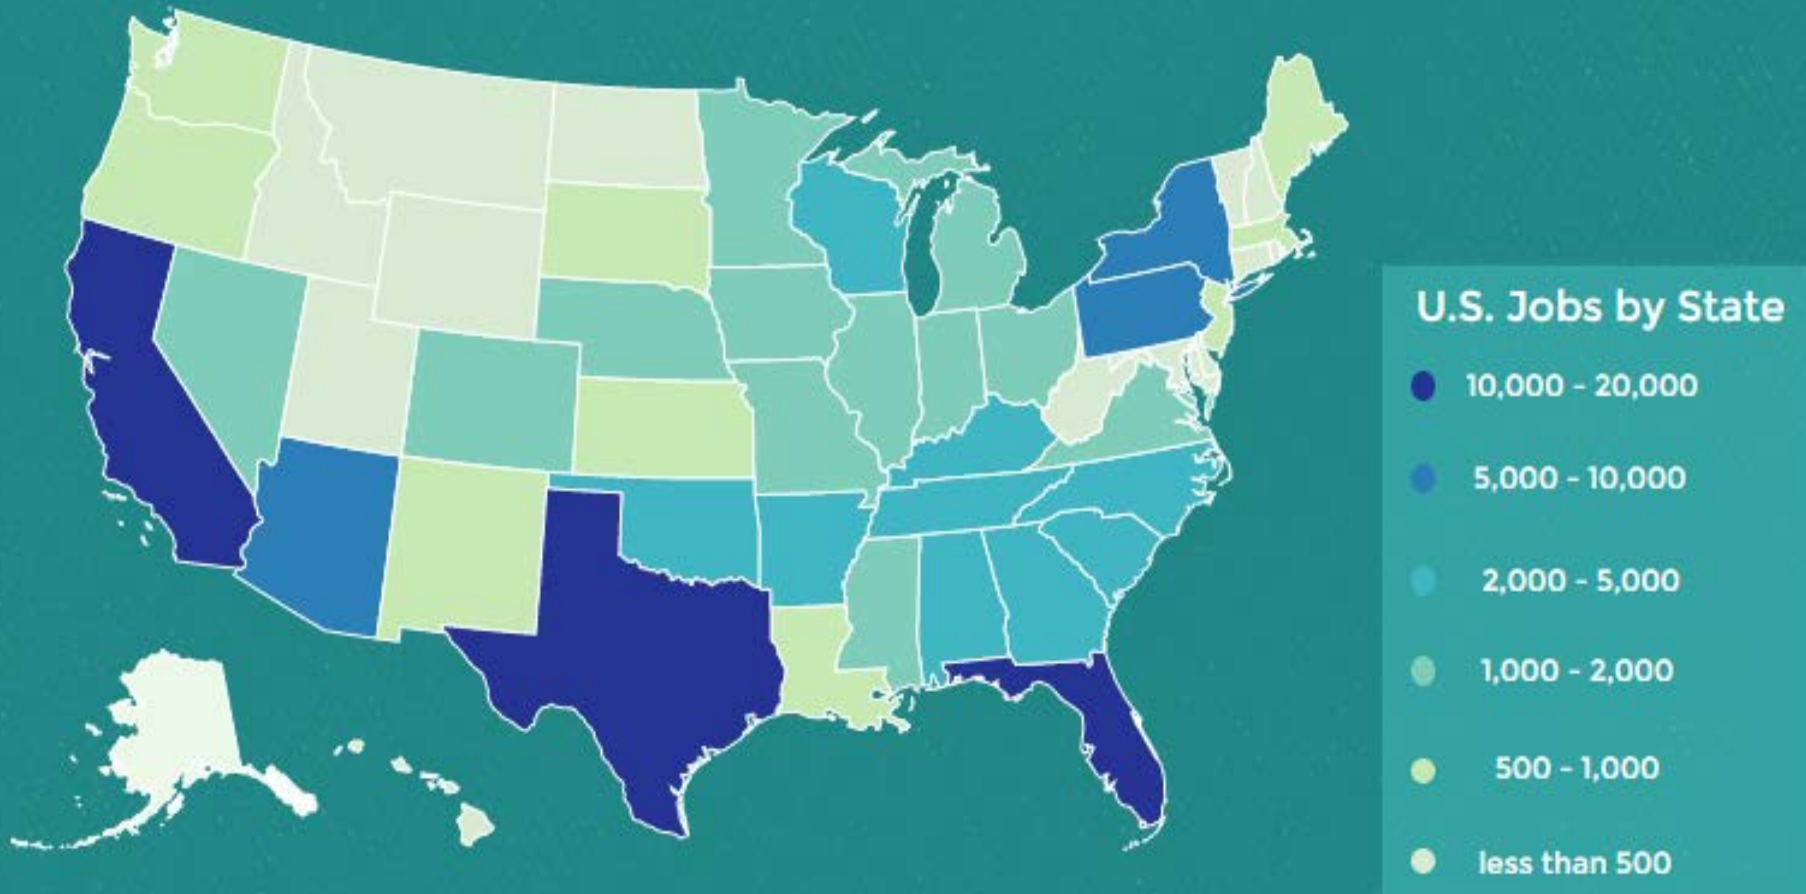 U.S. Jobs by State
10,000 - 20,000
5,000 - 10,000
2,000 - 5,000
1,000 - 2,000
500 - 1,000
less than 500